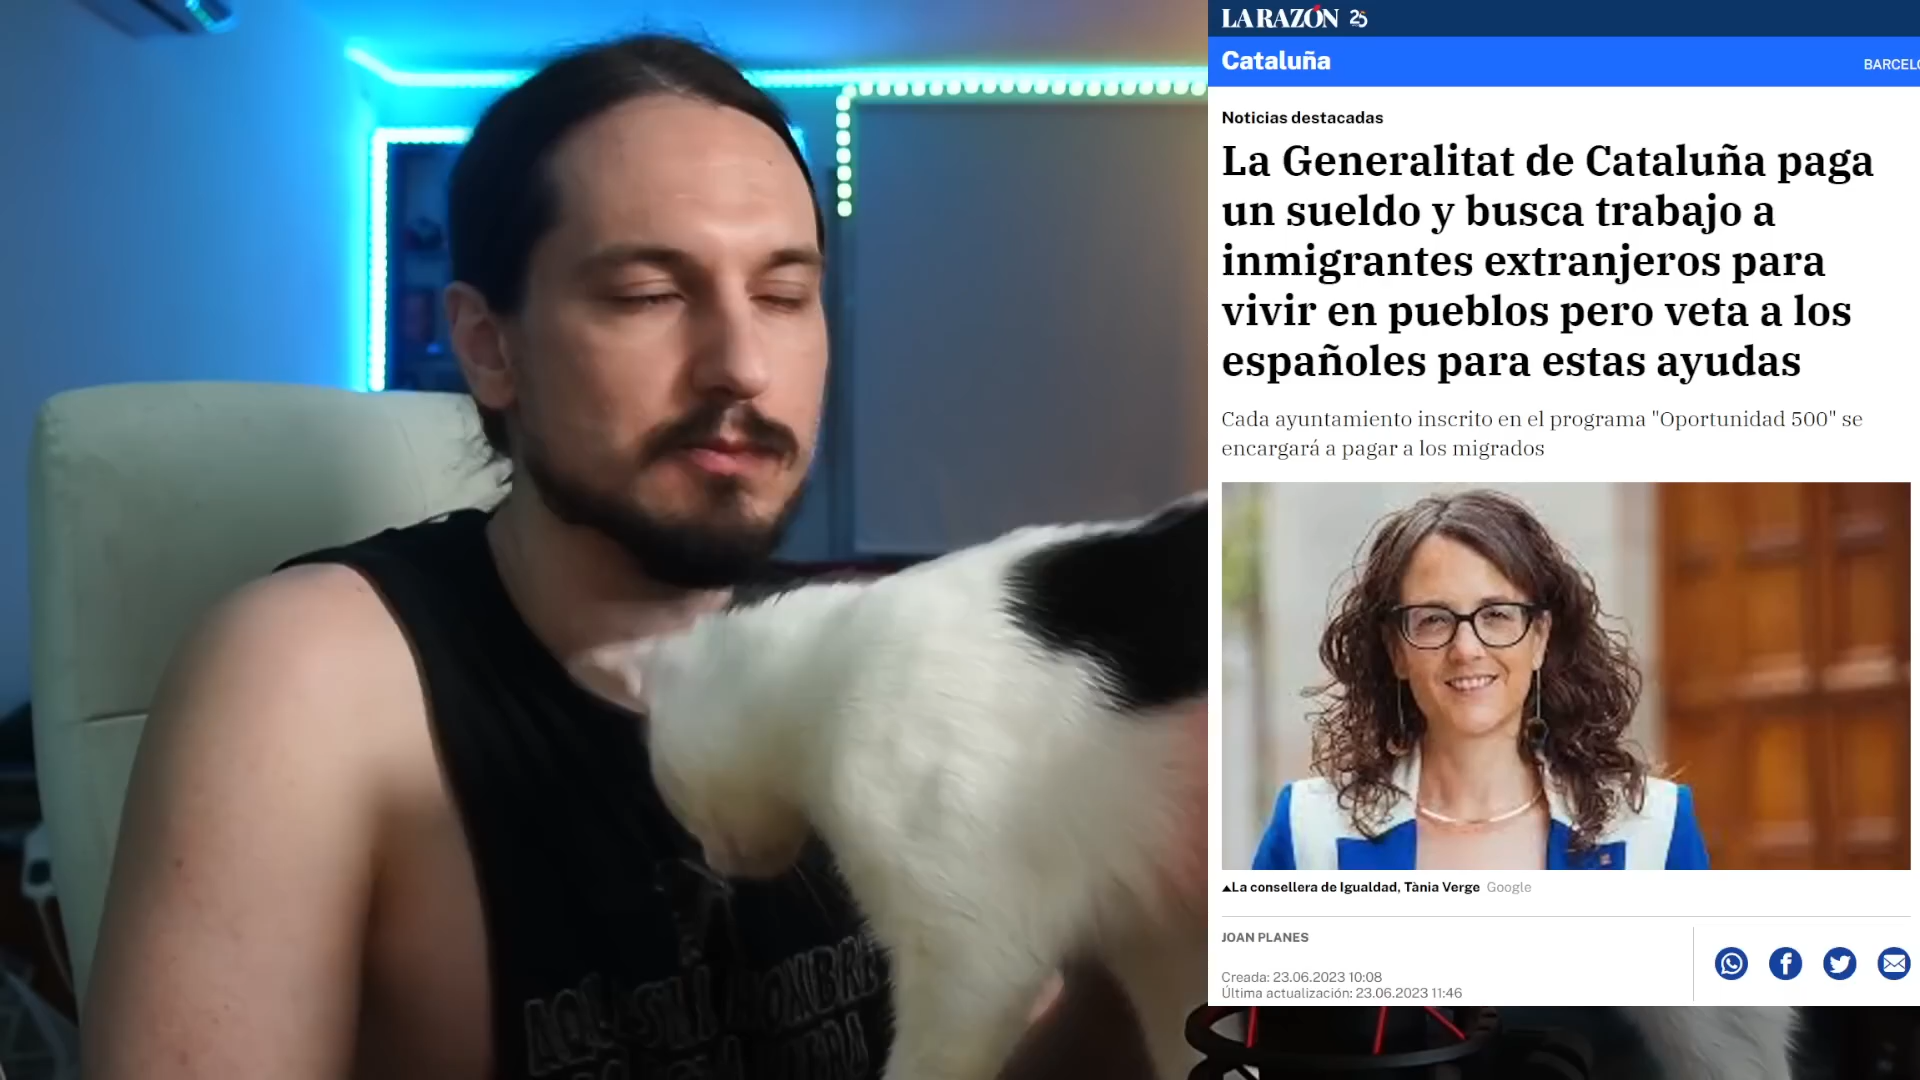 LA RAZÓN 25
Cataluña
BARCELO
Noticias destacadas
La Generalitat de Cataluña paga
un sueldo y busca trabajo a
inmigrantes extranjeros para
vivir en pueblos pero veta a los
españoles para estas ayudas
Cada ayuntamiento inscrito en el programa "Oportunidad 500" se
encargará a pagar a los migrados
▲La consellera de Igualdad, Tània Verge Google
JOAN PLANES
Creada: 23.06.2023 10:08
Última actualización: 23.06.2023 11:46
HOMBRE